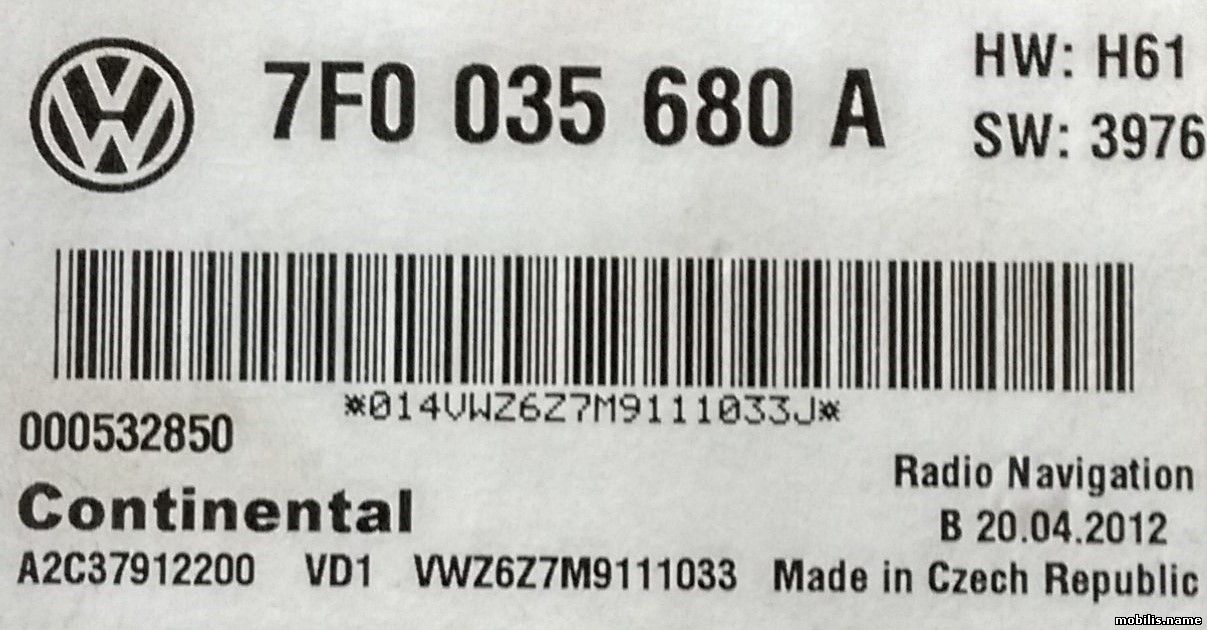 7F0 035 680 A
HW: H61
SW: 3976
*014VWZ6Z7M9111033J*
000532850
Continental
Radio Navigation
B 20.04.2012
A2C37912200 VD1 VWZ6Z7M9111033 Made in Czech Republic
mobilis.name